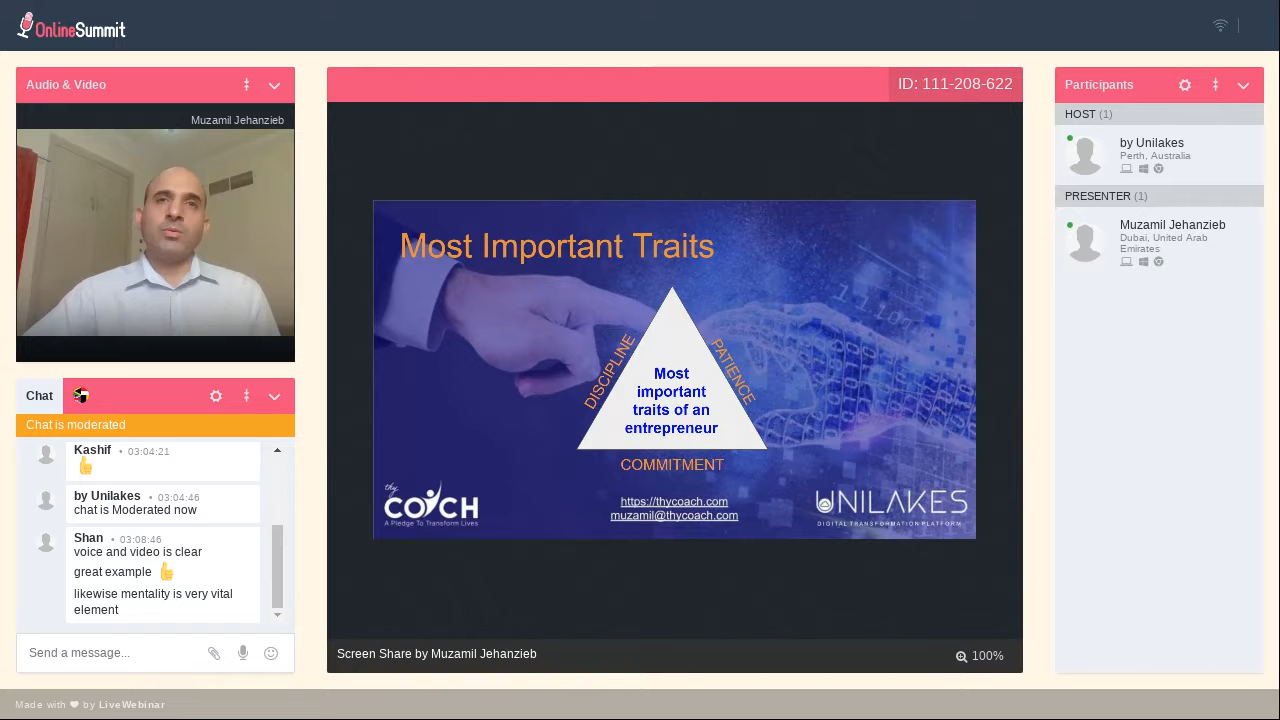 OnlineSummit
Audio & Video
Muzamil Jehanzieb
Chat
Chat is moderated
Kashif • 03:04:21
by Unilakes • 03:04:46
chat is Moderated now
Shan • 03:08:46
voice and video is clear
great example
likewise mentality is very vital
element
Send a message...
ID: 111-208-622
Most Important Traits
DISCIPLINE
PATIENCE
Most
important
traits of an
entrepreneur
COMMITMENT
thy
COACH
A Pledge To Transform Lives
https://thycoach.com
muzamil@thycoach.com
UNILAKES
DIGITAL TRANSFORMATION PLATFORM
Screen Share by Muzamil Jehanzieb
100%
Participants
HOST (1)
by Unilakes
Perth, Australia
PRESENTER (1)
Muzamil Jehanzieb
Dubai, United Arab
Emirates
Made with ❤ by LiveWebinar